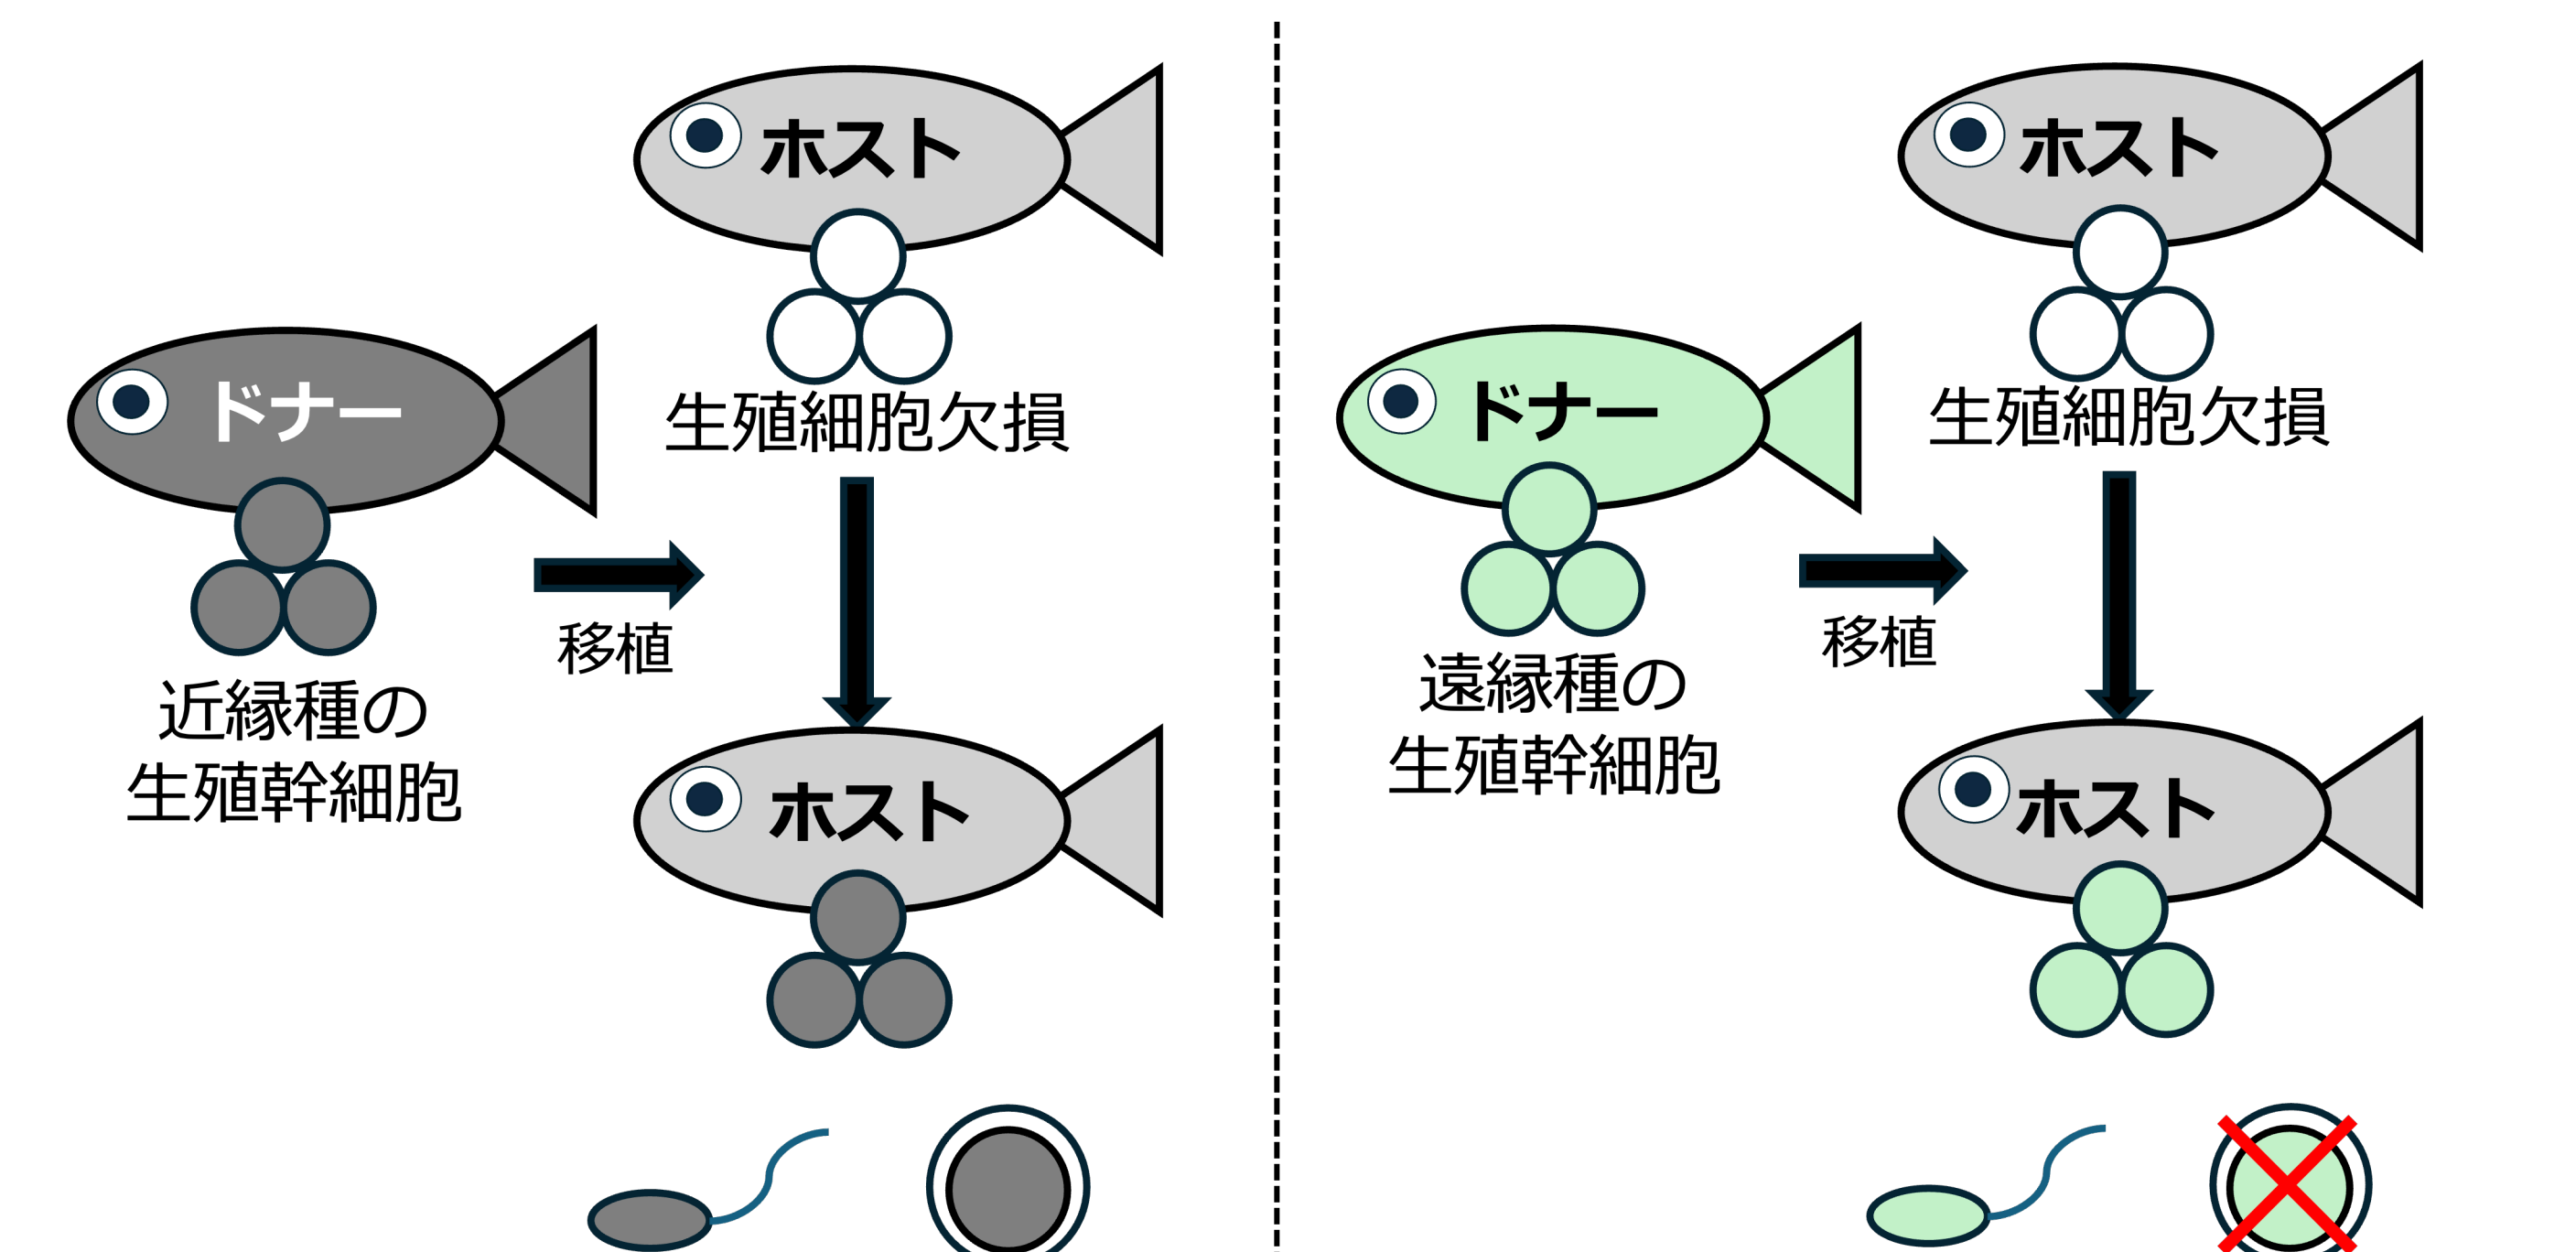 ホスト
生殖細胞欠損
ドナー
移植
近縁種の
生殖幹細胞
ホスト
ホスト
生殖細胞欠損
ドナー
移植
遠縁種の
生殖幹細胞
ホスト